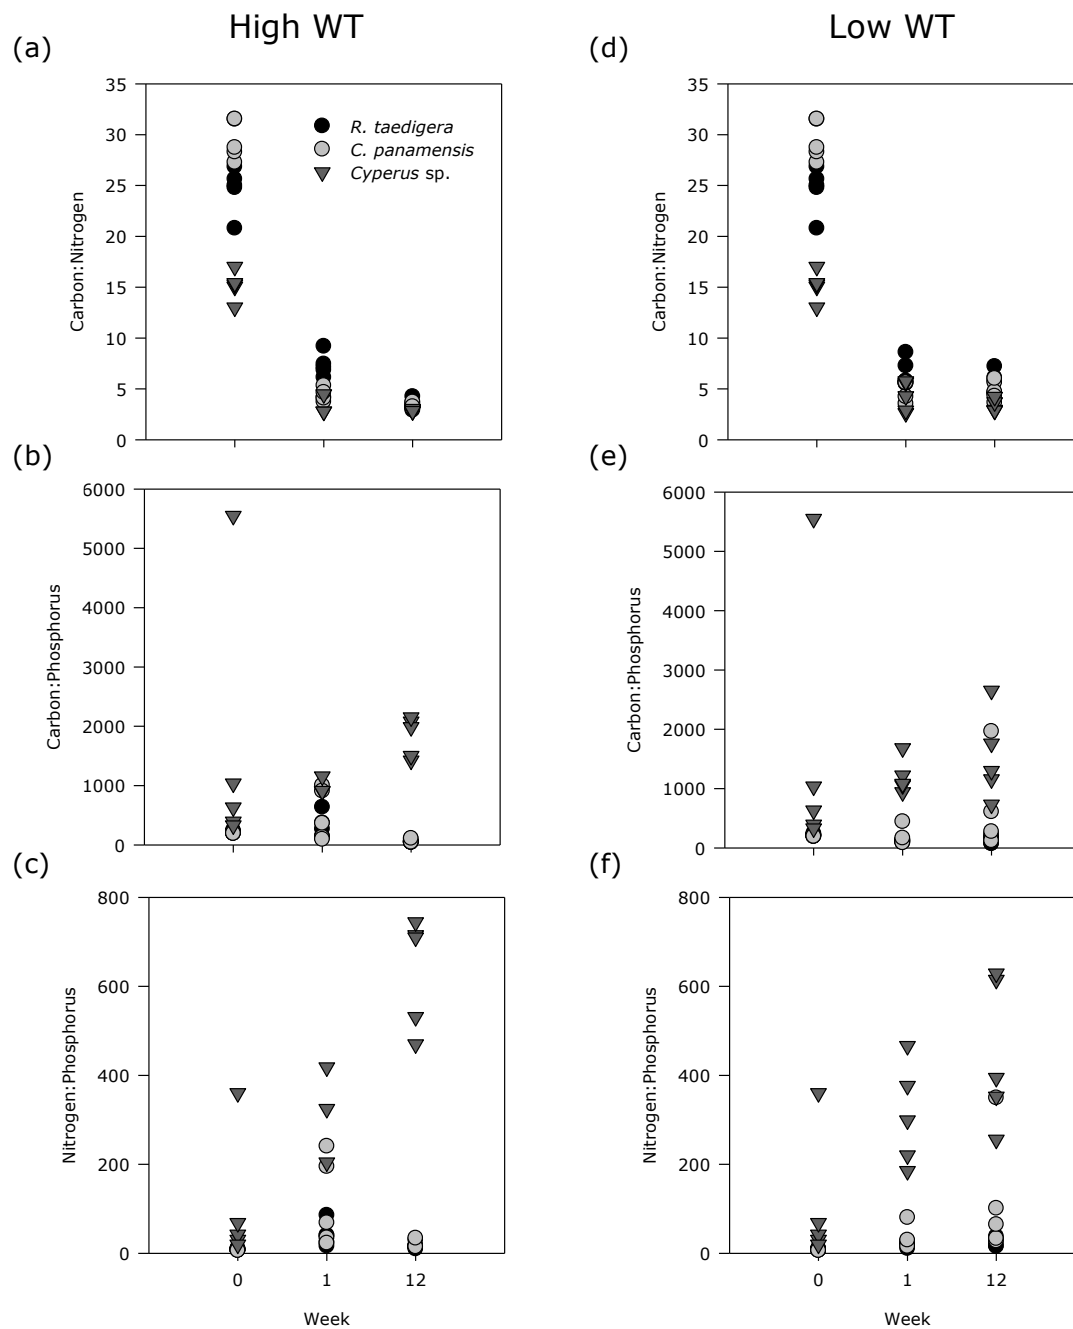 High WT
Low WT
(a)
(d)
35
30
25
20
15
10
5
0
Carbon:Nitrogen
R. taedigera
C. panamensis
Cyperus sp.
35
30
25
20
15
10
5
0
Carbon:Nitrogen
(b)
(e)
6000
5000
4000
3000
2000
1000
0
Carbon:Phosphorus
6000
5000
4000
3000
2000
1000
0
Carbon:Phosphorus
(c)
(f)
800
600
400
200
0
Nitrogen:Phosphorus
0 1 12
Week
800
600
400
200
0
Nitrogen:Phosphorus
0 1 12
Week